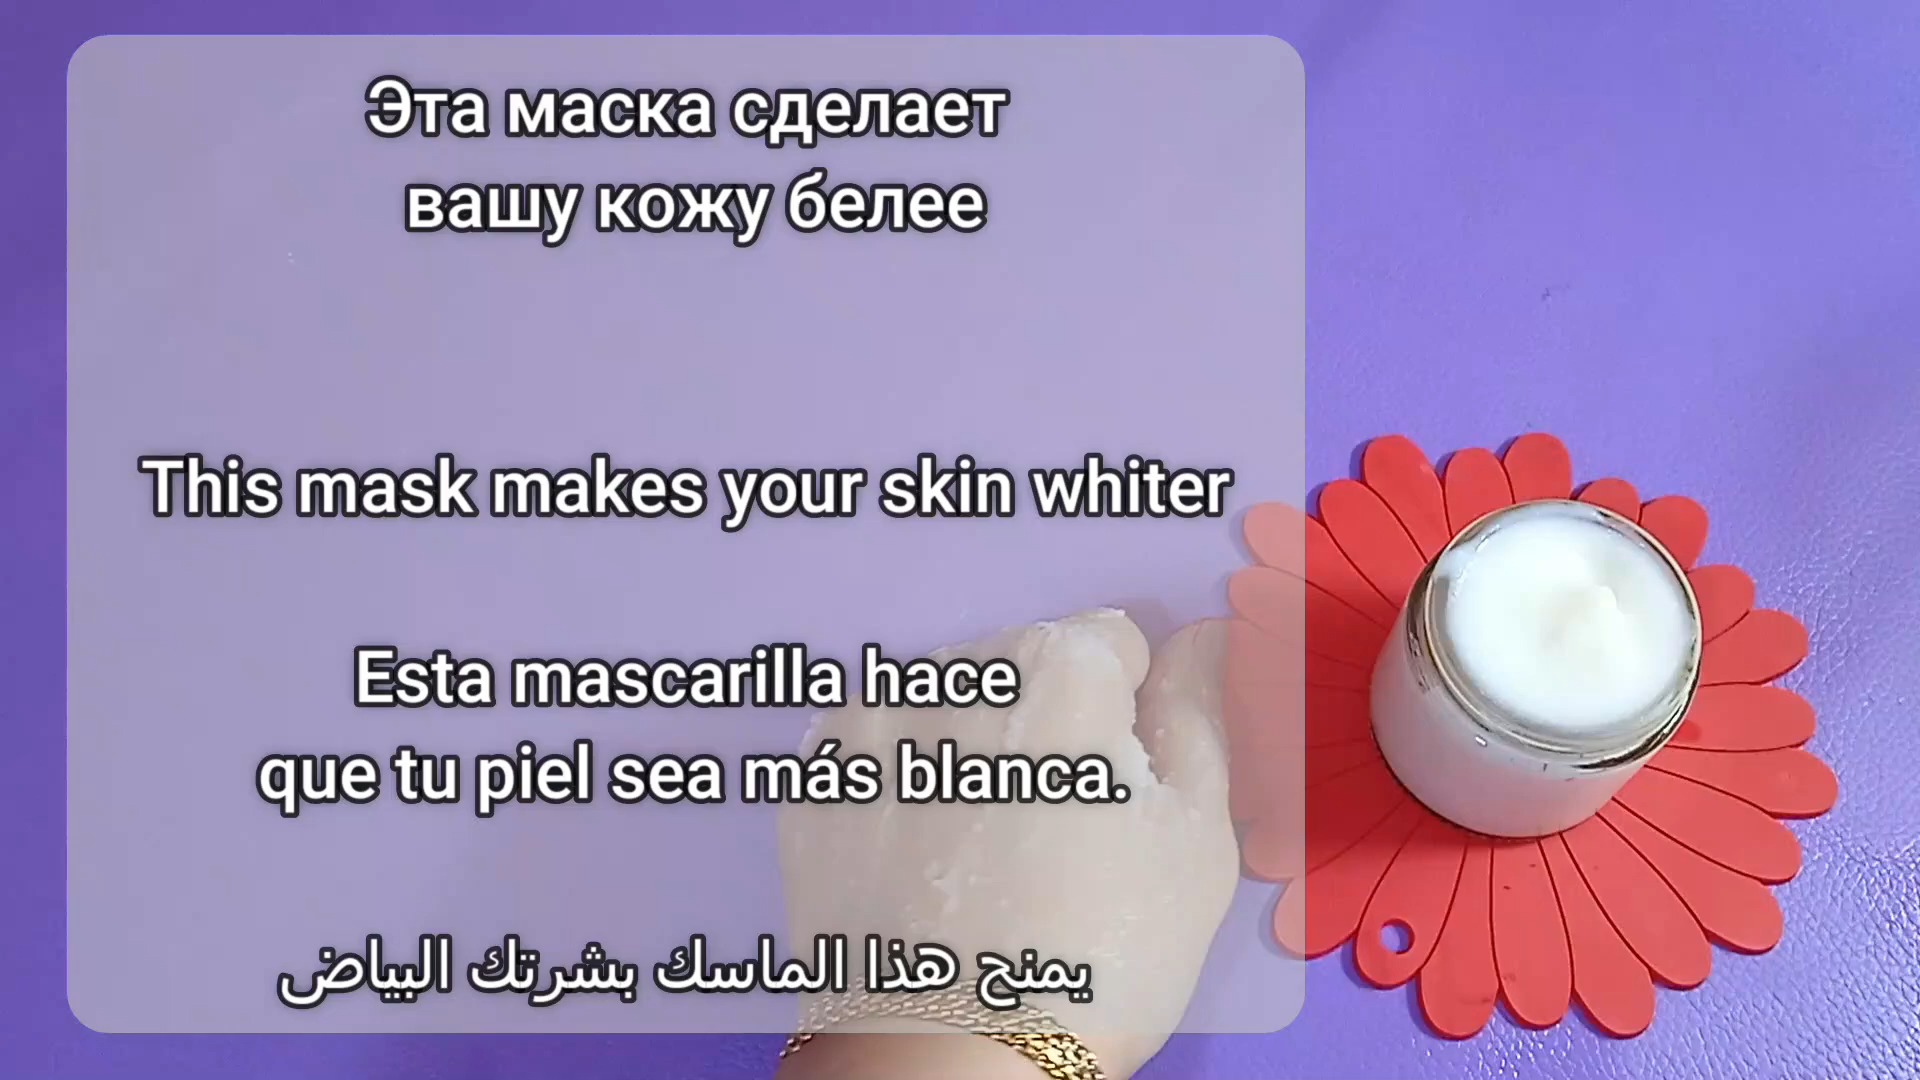 Эта маска сделает
вашу кожу белее
This mask makes your skin whiter
Esta mascarilla hace
que tu piel sea más blanca.
يمنح هذا الماسك بشرتك البياض